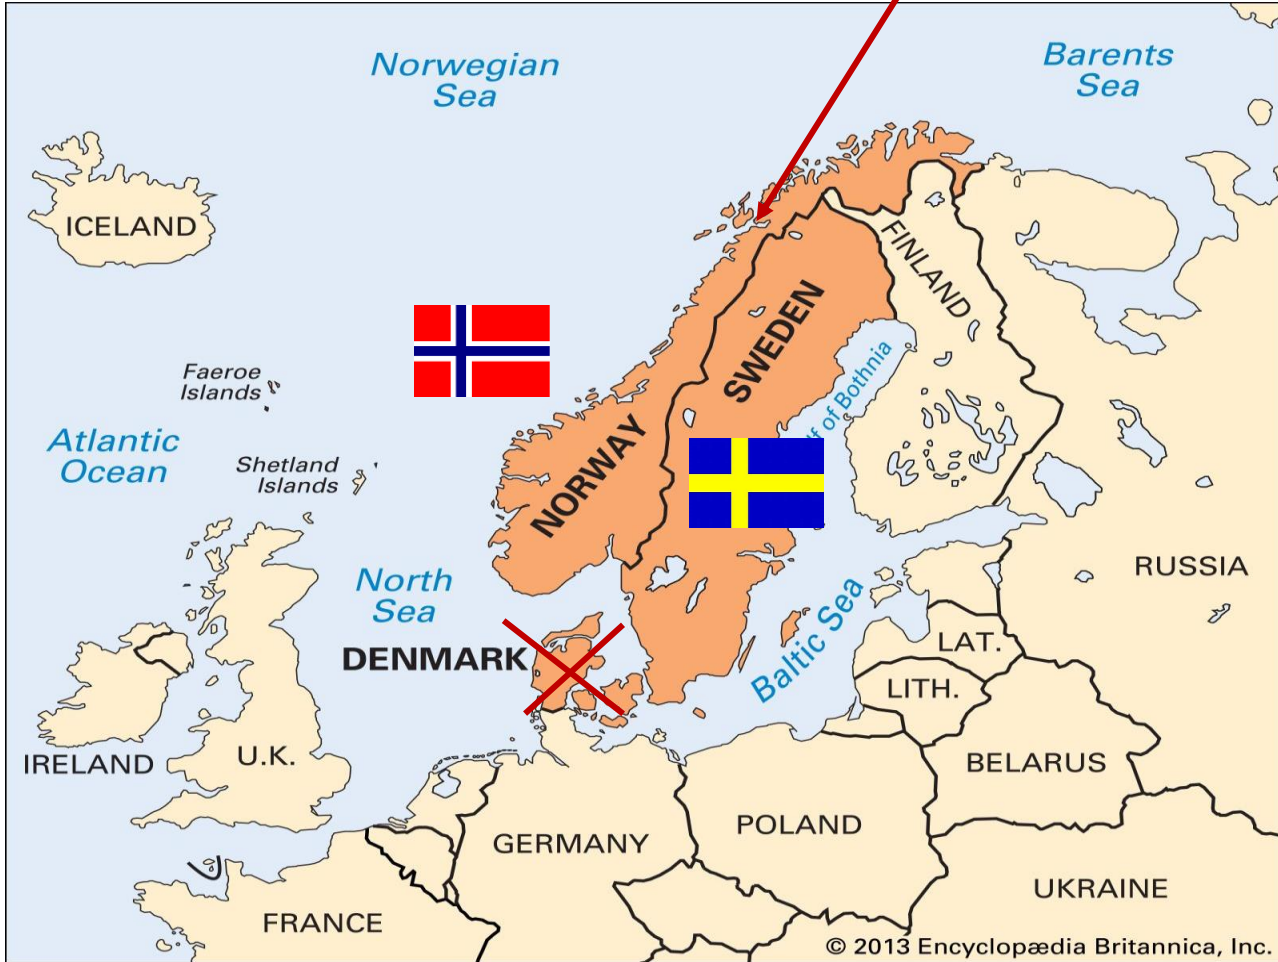 Norwegian
Sea
Barents
Sea
ICELAND
FINLAND
SWEDEN
Faeroe
Islands
of Bothnia
Atlantic
Ocean
Shetland
Islands
NORWAY
North
Sea
RUSSIA
DENMARK
Baltic Sea
LAT.
LITH.
IRELAND
U.K.
BELARUS
GERMANY
POLAND
UKRAINE
FRANCE
© 2013 Encyclopædia Britannica, Inc.